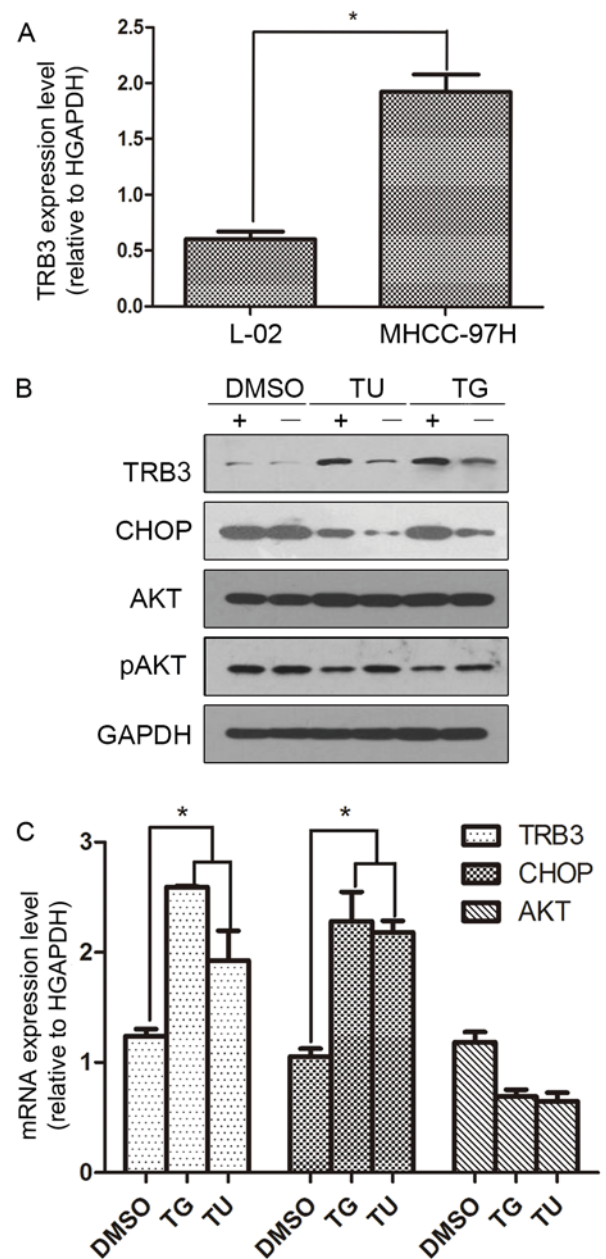 A
TRB3 expression level
(relative to HGAPDH)
2.5
2.0
1.5
1.0
0.5
0.0
*
L-02 MHCC-97H
B
DMSO TU TG
+ — + — + —
TRB3
CHOP
AKT
pAKT
GAPDH
C
mRNA expression level
(relative to HGAPDH)
3
2
1
0
* *
TRB3
CHOP
AKT
DMSO TG TU DMSO TG TU DMSO TG TU